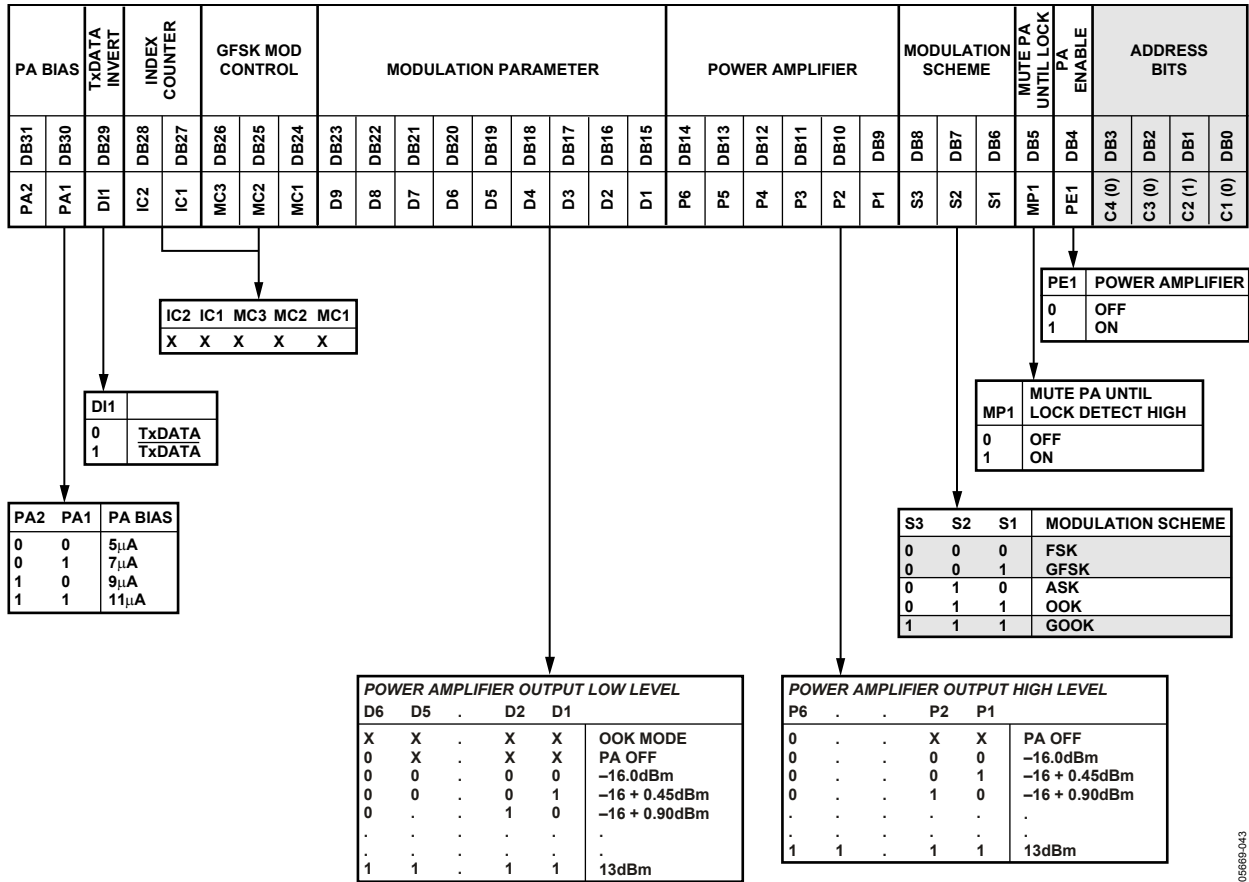 PA BIAS
TxDATA
INVERT
INDEX
COUNTER
GFSK MOD
CONTROL
MODULATION PARAMETER
POWER AMPLIFIER
MODULATION
SCHEME
MUTE PA
UNTIL LOCK
PA
ENABLE
ADDRESS
BITS
DB31 DB30 DB29 DB28 DB27 DB26 DB25 DB24 DB23 DB22 DB21 DB20 DB19 DB18 DB17 DB16 DB15 DB14 DB13 DB12 DB11 DB10 DB9 DB8 DB7 DB6 DB5 DB4 DB3 DB2 DB1 DB0
PA2 PA1 DI1 IC2 IC1 MC3 MC2 MC1 D9 D8 D7 D6 D5 D4 D3 D2 D1 P6 P5 P4 P3 P2 P1 S3 S2 S1 MP1 PE1 C4 (0) C3 (0) C2 (1) C1 (0)
PE1 POWER AMPLIFIER
0 OFF
1 ON
IC2 IC1 MC3 MC2 MC1
X X X X X
MP1 MUTE PA UNTIL
LOCK DETECT HIGH
0 OFF
1 ON
DI1
0 TxDATA
1 TxDATA
PA2 PA1 PA BIAS
0 0 5μA
0 1 7μA
1 0 9μA
1 1 11μA
S3 S2 S1 MODULATION SCHEME
0 0 0 FSK
0 0 1 GFSK
0 1 0 ASK
0 1 1 OOK
1 1 1 GOOK
POWER AMPLIFIER OUTPUT LOW LEVEL
D6 D5 . D2 D1
X X . X X OOK MODE
0 X . X X PA OFF
0 0 . 0 0 –16.0dBm
0 0 . 0 1 –16 + 0.45dBm
0 . . 1 0 –16 + 0.90dBm
. . . . . .
. . . . . .
1 1 . 1 1 13dBm
POWER AMPLIFIER OUTPUT HIGH LEVEL
P6 . . P2 P1
0 . . X X PA OFF
0 . . 0 0 –16.0dBm
0 . . 0 1 –16 + 0.45dBm
0 . . 1 0 –16 + 0.90dBm
. . . . . .
. . . . . .
1 1 . 1 1 13dBm
05669-043